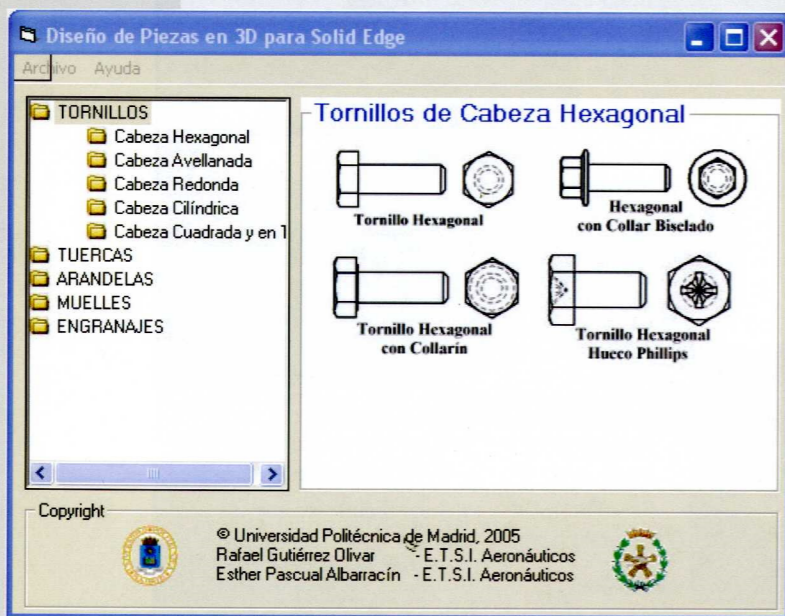 Diseño de Piezas en 3D para Solid Edge
Archivo Ayuda
TORNILLOS
Cabeza Hexagonal
Cabeza Avellanada
Cabeza Redonda
Cabeza Cilíndrica
Cabeza Cuadrada y en
TUERCAS
ARANDELAS
MUELLES
ENGRANAJES
Tornillos de Cabeza Hexagonal
Tornillo Hexagonal
Hexagonal
con Collar Biselado
Tornillo Hexagonal
con Collarín
Tornillo Hexagonal
Hueco Phillips
Copyright
© Universidad Politécnica de Madrid, 2005
Rafael Gutiérrez Olivar - E.T.S.I. Aeronáuticos
Esther Pascual Albarracín - E.T.S.I. Aeronáuticos